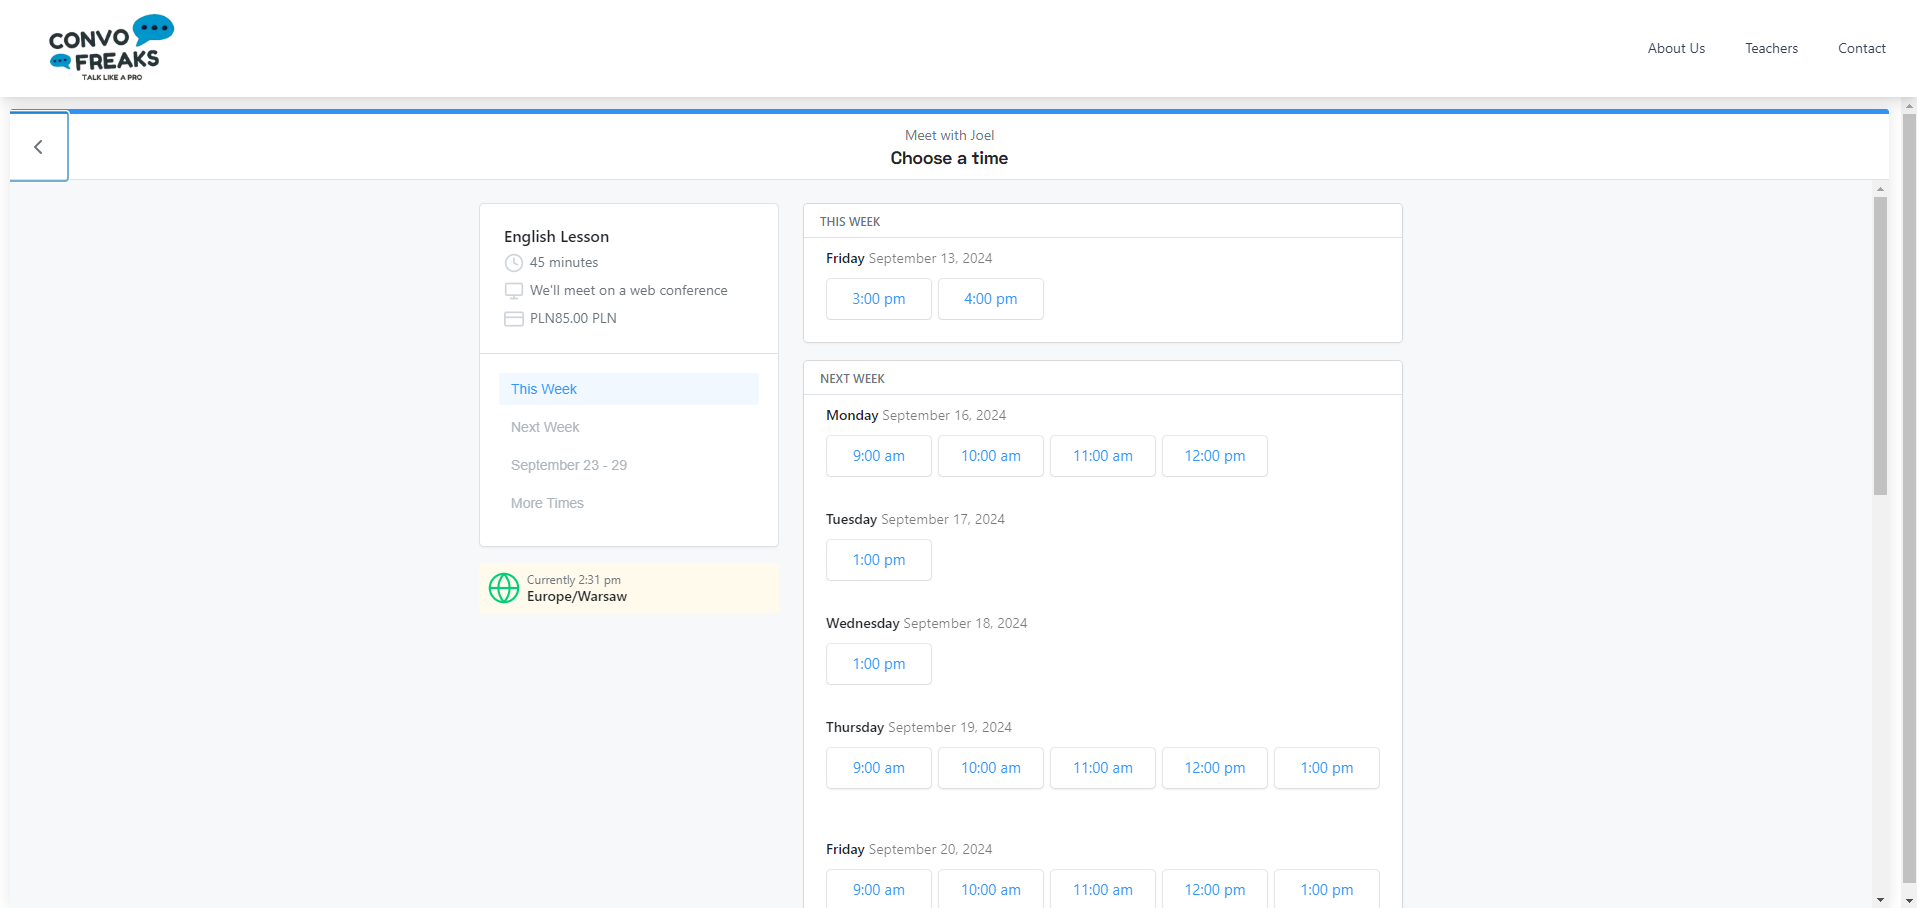 CONVO
FREAKS
TALK LIKE A PRO
About Us
Teachers
Contact
Meet with Joel
Choose a time
English Lesson
45 minutes
We'll meet on a web conference
PLN85.00 PLN
This Week
Next Week
September 23 - 29
More Times
Currently 2:31 pm
Europe/Warsaw
THIS WEEK
Friday September 13, 2024
3:00 pm 4:00 pm
NEXT WEEK
Monday September 16, 2024
9:00 am 10:00 am 11:00 am 12:00 pm
Tuesday September 17, 2024
1:00 pm
Wednesday September 18, 2024
1:00 pm
Thursday September 19, 2024
9:00 am 10:00 am 11:00 am 12:00 pm 1:00 pm
Friday September 20, 2024
9:00 am 10:00 am 11:00 am 12:00 pm 1:00 pm